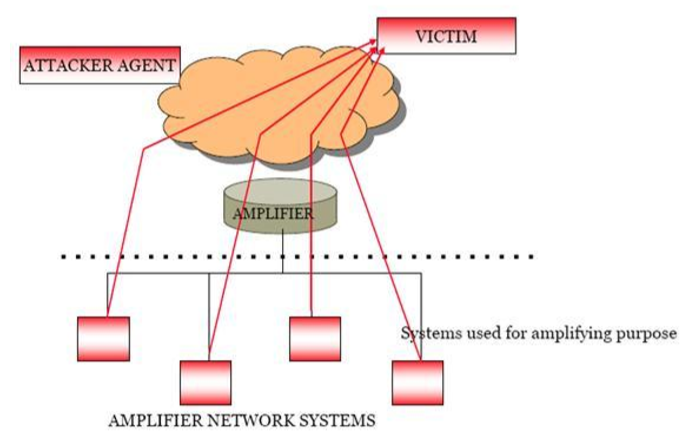 VICTIM
ATTACKER AGENT
AMPLIFIER
Systems used for amplifying purpose
AMPLIFIER NETWORK SYSTEMS